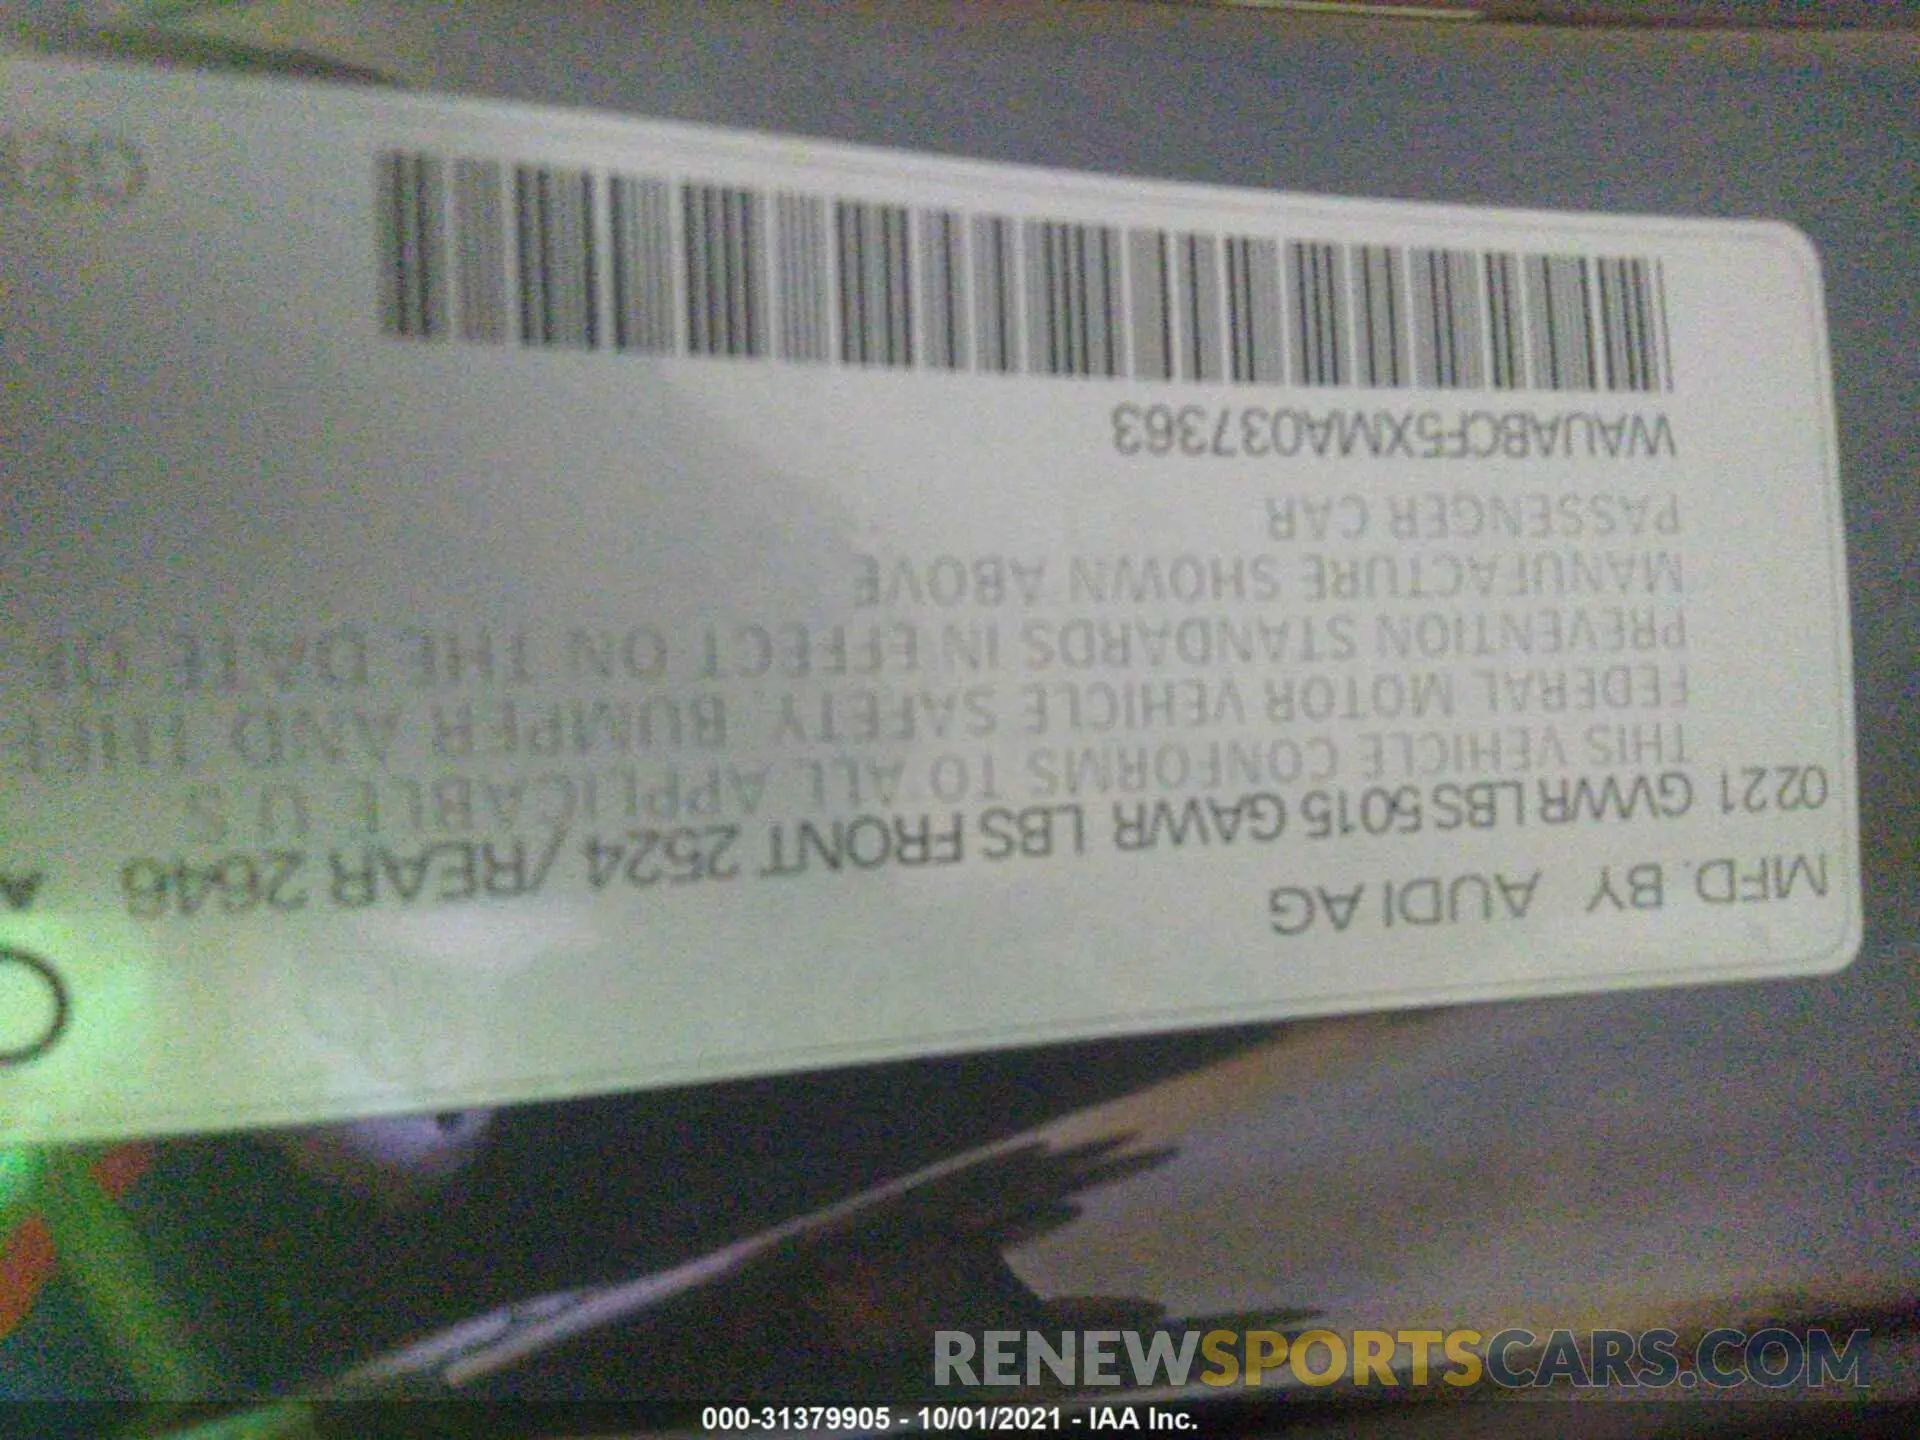 MFD. BY AUDI AG
0221 GVWR LBS 5015 GAWR LBS FRONT 2524 /REAR 2646
THIS VEHICLE CONFORMS TO ALL APPLICABLE U.S
FEDERAL MOTOR VEHICLE SAFETY, BUMPER AND THEFT
PREVENTION STANDARDS IN EFFECT ON THE DATE OF
MANUFACTURE SHOWN ABOVE
PASSENGER CAR
WAUABCF5XMA037363
RENEWSPORTSCARS.COM
000-31379905 - 10/01/2021 - IAA Inc.